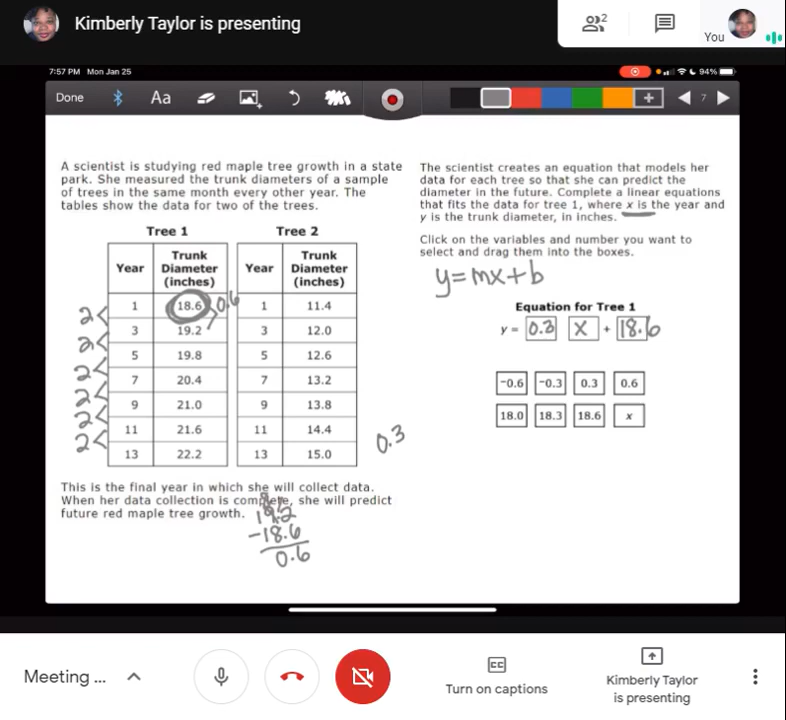 Kimberly Taylor is presenting
2
You
7:57 PM Mon Jan 25
94%
Done
Aa
7
A scientist is studying red maple tree growth in a state
park. She measured the trunk diameters of a sample
of trees in the same month every other year. The
tables show the data for two of the trees.
Tree 1 Tree 2
Year Trunk Diameter (inches) Year Trunk Diameter (inches)
1 18.6 1 11.4
3 19.2 3 12.0
5 19.8 5 12.6
7 20.4 7 13.2
9 21.0 9 13.8
11 21.6 11 14.4
13 22.2 13 15.0
2<
2<
2<
2<
2<
2<
0.6
0.3
This is the final year in which she will collect data.
When her data collection is complete, she will predict
future red maple tree growth.
19.2
-18.6
0.6
The scientist creates an equation that models her
data for each tree so that she can predict the
diameter in the future. Complete a linear equations
that fits the data for tree 1, where x is the year and
y is the trunk diameter, in inches.
Click on the variables and number you want to
select and drag them into the boxes.
y=mx+b
Equation for Tree 1
y = 0.3 x + 18.6
-0.6 -0.3 0.3 0.6
18.0 18.3 18.6 x
Meeting ...
CC
Turn on captions
Kimberly Taylor
is presenting